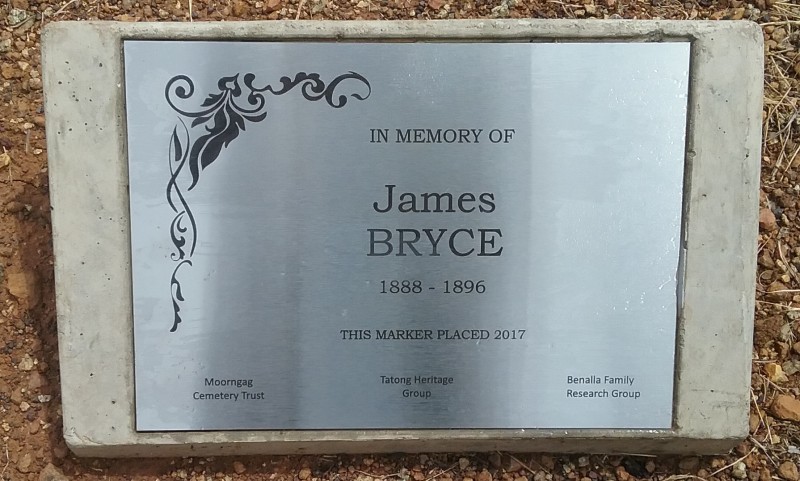 IN MEMORY OF
James
BRYCE
1888 - 1896
THIS MARKER PLACED 2017
Moorngag
Cemetery Trust
Tatong Heritage
Group
Benalla Family
Research Group